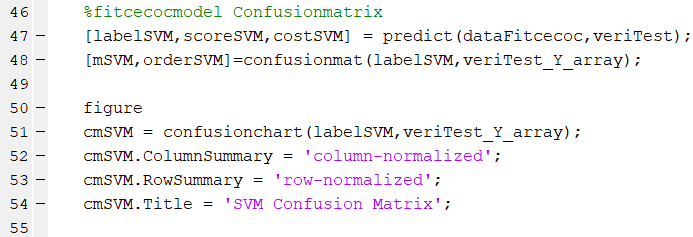 46 %fitcecocmodel Confusionmatrix
47 – [labelSVM,scoreSVM,costSVM] = predict(dataFitcecoc,veriTest);
48 – [mSVM,orderSVM]=confusionmat(labelSVM,veriTest_Y_array);
49
50 – figure
51 – cmSVM = confusionchart(labelSVM,veriTest_Y_array);
52 – cmSVM.ColumnSummary = 'column-normalized';
53 – cmSVM.RowSummary = 'row-normalized';
54 – cmSVM.Title = 'SVM Confusion Matrix';
55